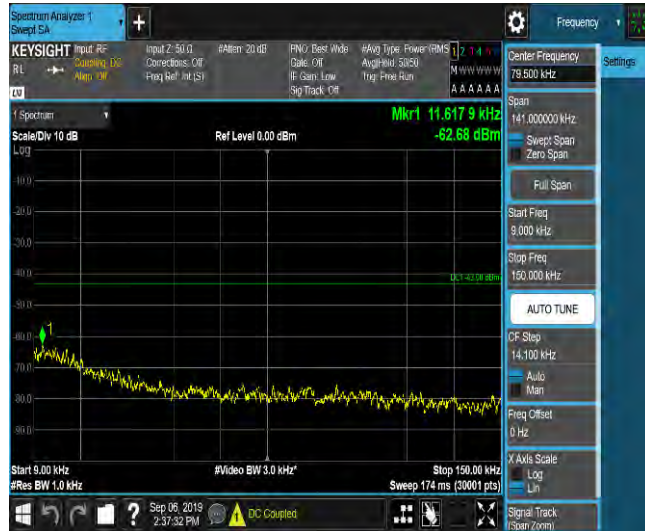 Spectrum Analyzer 1
Swept SA
+
Frequency
Settings
KEYSIGHT
RL
Input: RF
Coupling: DC
Align: Off
Input Z: 50 Ω
Corrections: Off
Freq Ref: Int (S)
#Atten: 20 dB
PNO: Best Wide
Gate: Off
IF Gain: Low
Sig Track: Off
#Avg Type: Power (RMS
Avg|Hold: 50/50
Trig: Free Run
M W W W W W
A A A A A A
1 Spectrum
Scale/Div 10 dB
Log
Ref Level 0.00 dBm
Mkr1 11.617 9 kHz
-62.68 dBm
-10.0
-20.0
-30.0
-40.0
-50.0
-60.0
-70.0
-80.0
-90.0
1
Start 9.00 kHz
#Res BW 1.0 kHz
#Video BW 3.0 kHz*
Stop 150.00 kHz
Sweep 174 ms (30001 pts)
Center Frequency
79.500 kHz
Span
141.000000 kHz
Swept Span
Zero Span
Full Span
Start Freq
9.000 kHz
Stop Freq
150.000 kHz
AUTO TUNE
CF Step
14.100 kHz
Auto
Man
Freq Offset
0 Hz
X Axis Scale
Log
Lin
Signal Track
(Span Zoom)
?
Sep 06, 2019
2:37:32 PM
DC Coupled